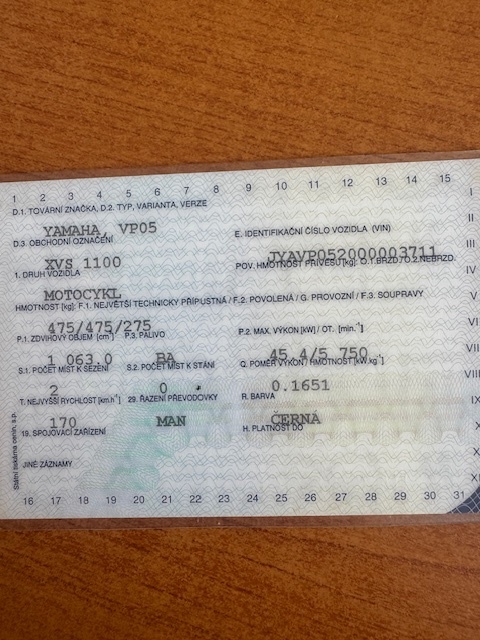 1 2 3 4 5 6 7 8 9 10 11 12 13 14 15
D.1. TOVÁRNÍ ZNAČKA, D.2. TYP, VARIANTA, VERZE
YAMAHA, VP05
D.3. OBCHODNÍ OZNAČENÍ
E. IDENTIFIKAČNÍ ČÍSLO VOZIDLA (VIN)
XVS 1100
JYAVP052000003711
1. DRUH VOZIDLA
POV. HMOTNOST PŘÍVĚSU[kg]: O.1.BRZD./O.2.NEBRZD.
MOTOCYKL
HMOTNOST [kg]: F.1. NEJVĚTŠÍ TECHNICKY PŘÍPUSTNÁ / F.2. POVOLENÁ / G. PROVOZNÍ / F.3. SOUPRAVY
475/475/275
P.1. ZDVIHOVÝ OBJEM [cm³] P.3. PALIVO
P.2. MAX. VÝKON [kW] / OT. [min.⁻¹]
1 063.0 BA
45.4/5 750
S.1. POČET MÍST K SEZENÍ S.2. POČET MÍST K STÁNÍ
Q. POMĚR VÝKON / HMOTNOST [kW.kg⁻¹]
2 0
0.1651
T. NEJVYŠŠÍ RYCHLOST [km.h⁻¹] 29. ŘAZENÍ PŘEVODOVKY
R. BARVA
170 MAN
ČERNÁ
19. SPOJOVACÍ ZAŘÍZENÍ
H. PLATNOST DO
JINÉ ZÁZNAMY
16 17 18 19 20 21 22 23 24 25 26 27 28 29 30 31
I
II
III
IV
V
VI
VII
VIII
IX
X